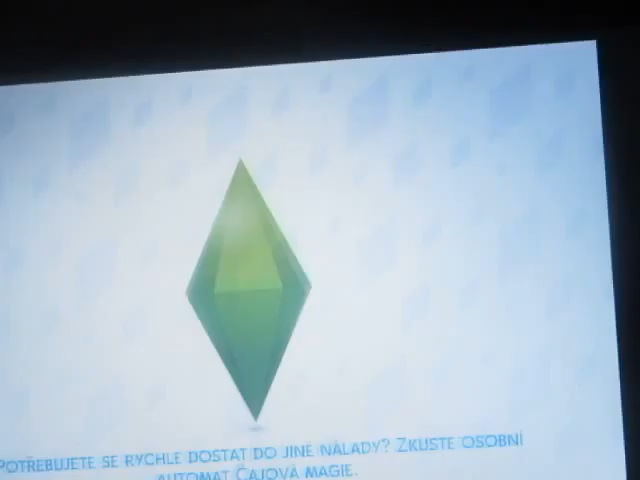 POTŘEBUJETE SE RYCHLE DOSTAT DO JINÉ NÁLADY? ZKUSTE OSOBNÍ
AUTOMAT ČAJOVÁ MAGIE.